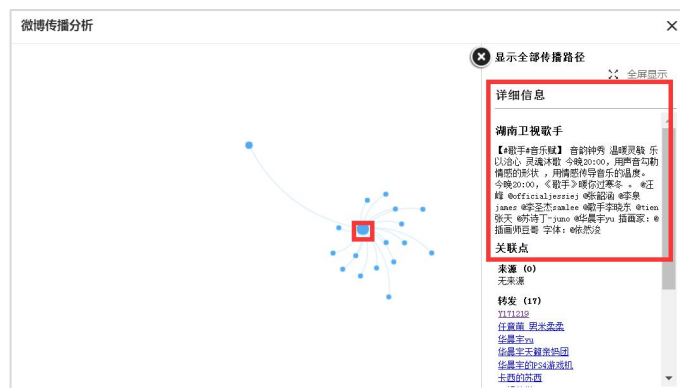 微博传播分析
显示全部传播路径
全屏显示
详细信息
湖南卫视歌手
【#歌手#音乐赋】 音韵钟秀 温暖灵毓 乐
以治心 灵魂沐歌 今晚20:00，用声音勾勒
情感的形状 ，用情感传导音乐的温度。
今晚20:00，《歌手》暖你过寒冬 。 @汪
峰 @officialjessiej @张韶涵 @李泉
james @李圣杰samlee @歌手李晓东 @tien
张天 @苏诗丁-juno @华晨宇yu 插画家: @
插画师豆哥 字体: @依然浚
关联点
来源 (0)
无来源
转发 (17)
Y171219
任意萌_男米柔柔
华晨宇yu
华晨宇天籁亲妈团
华晨宇的PS4游戏机
卡西的苏西